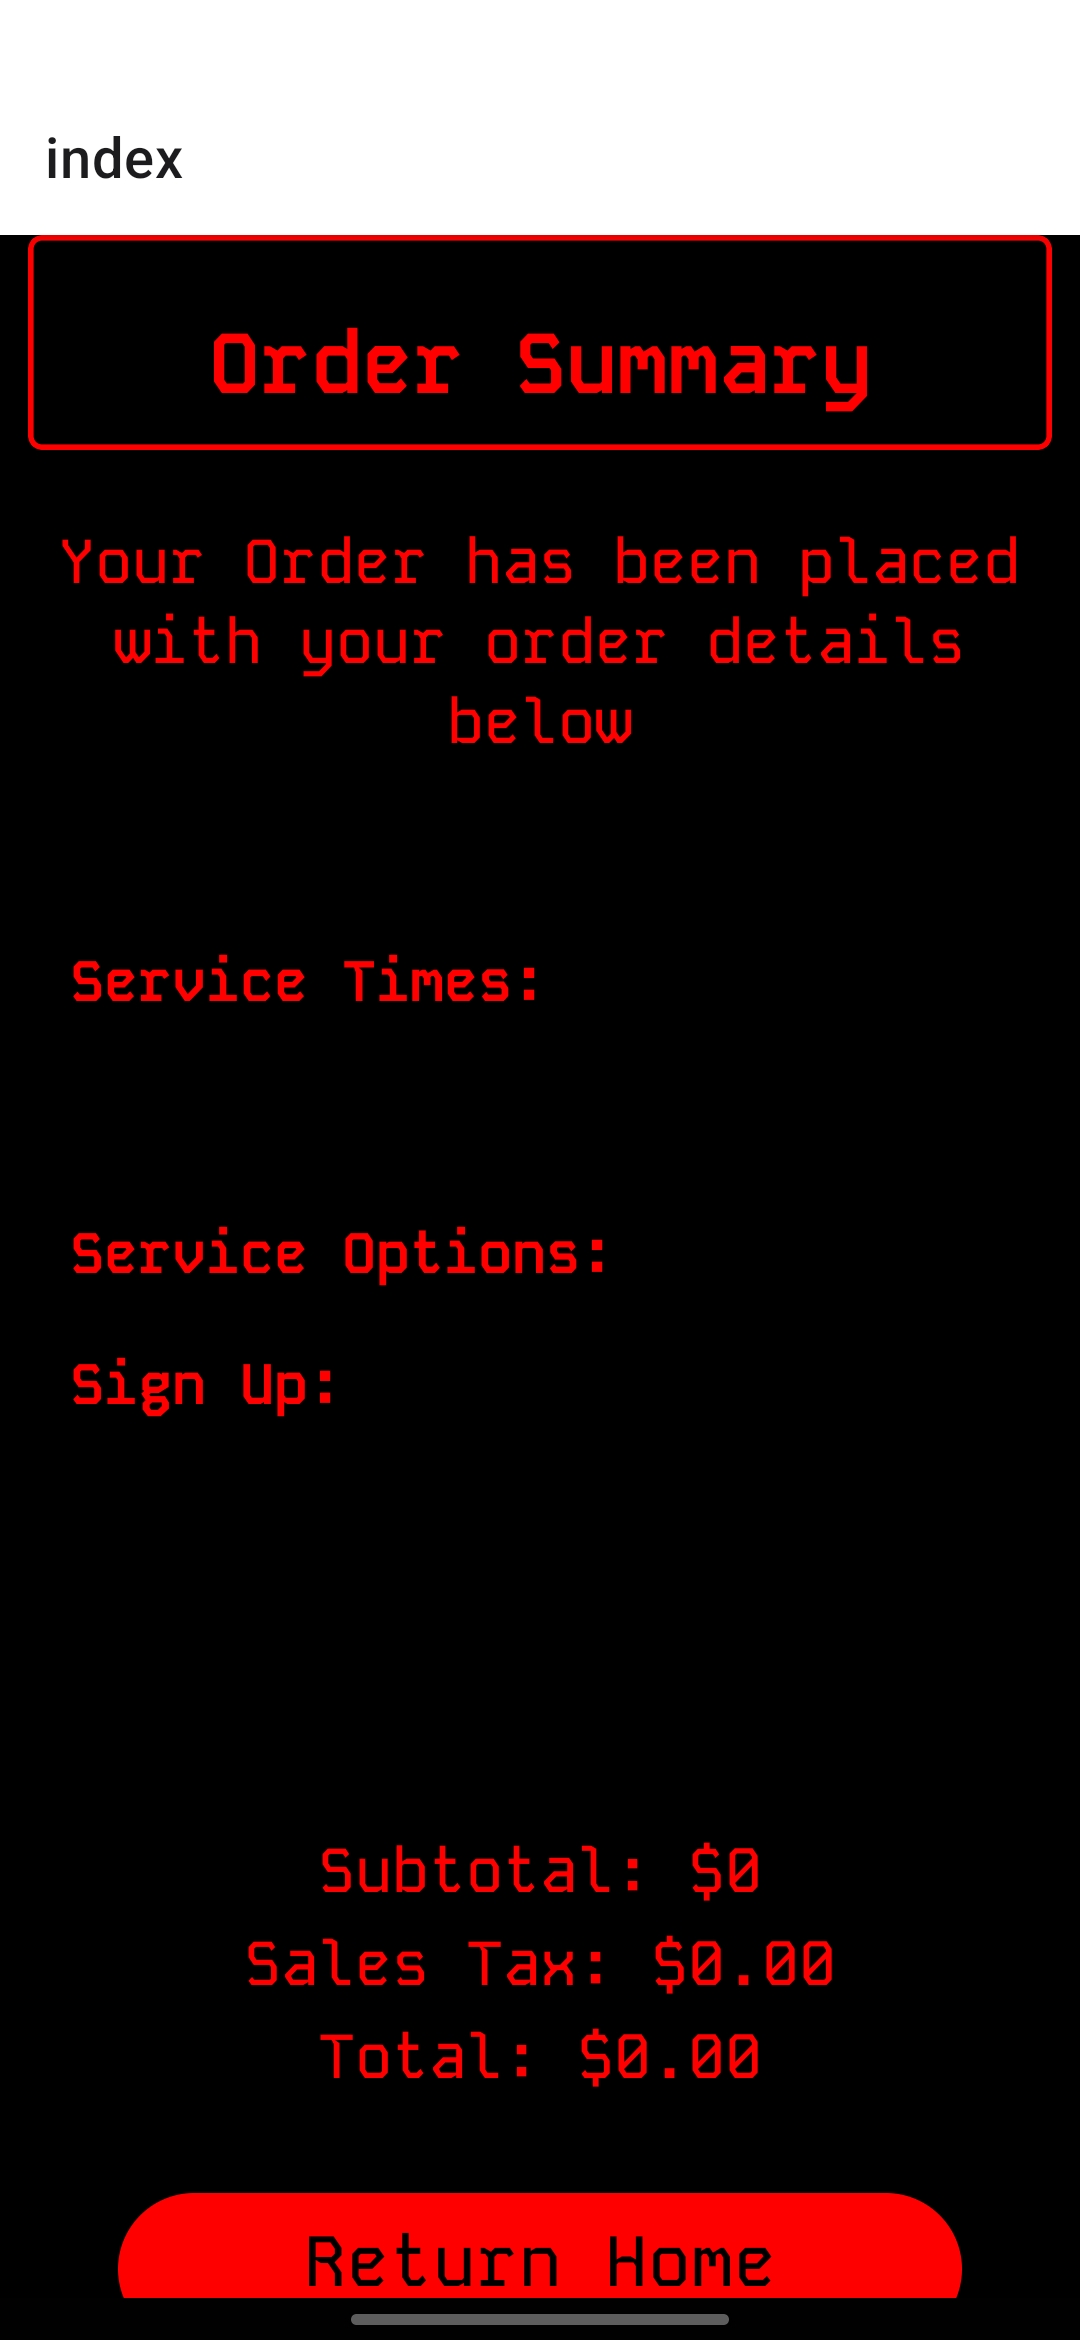 index
Order Summary
Your Order has been placed
with your order details
below
Service Times:
Service Options:
Sign Up:
Subtotal: $0
Sales Tax: $0.00
Total: $0.00
Return Home